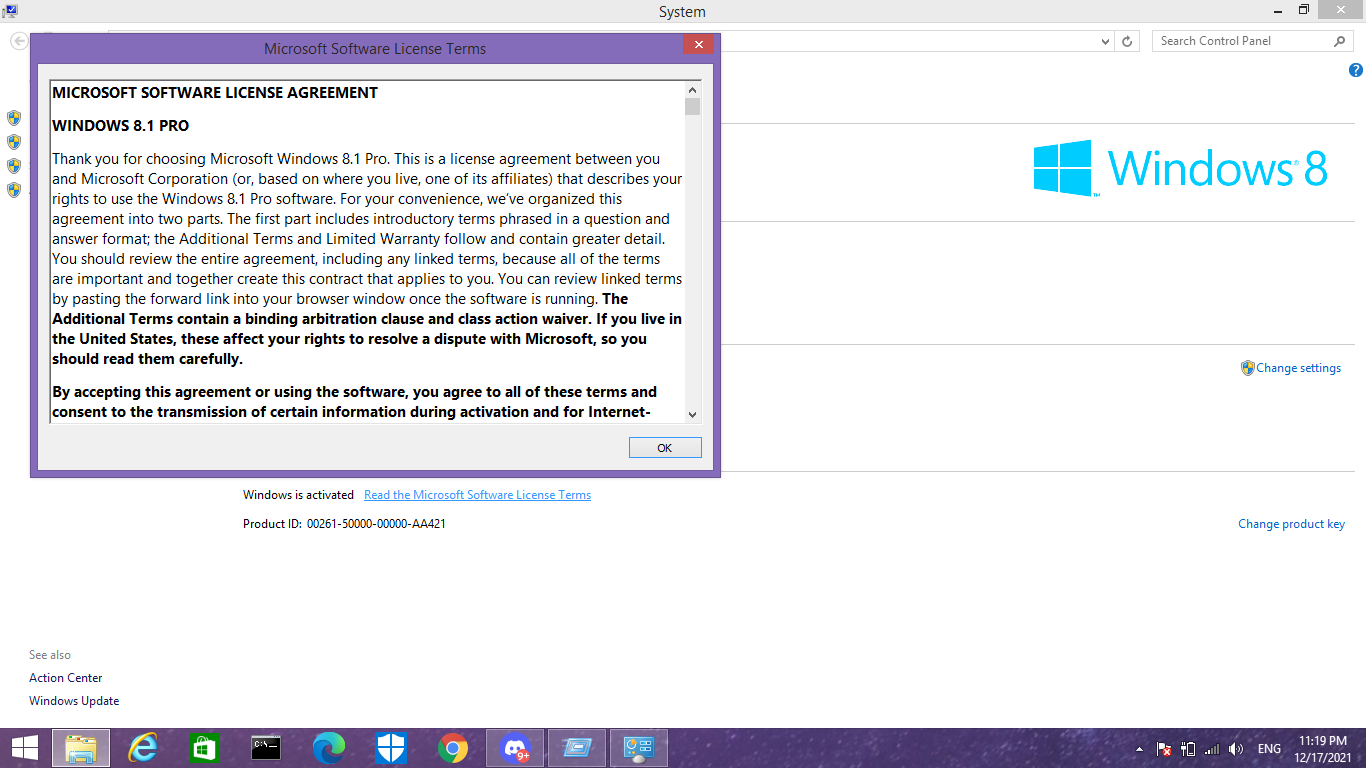 System
Search Control Panel
Microsoft Software License Terms
MICROSOFT SOFTWARE LICENSE AGREEMENT
WINDOWS 8.1 PRO
Thank you for choosing Microsoft Windows 8.1 Pro. This is a license agreement between you
and Microsoft Corporation (or, based on where you live, one of its affiliates) that describes your
rights to use the Windows 8.1 Pro software. For your convenience, we’ve organized this
agreement into two parts. The first part includes introductory terms phrased in a question and
answer format; the Additional Terms and Limited Warranty follow and contain greater detail.
You should review the entire agreement, including any linked terms, because all of the terms
are important and together create this contract that applies to you. You can review linked terms
by pasting the forward link into your browser window once the software is running. The
Additional Terms contain a binding arbitration clause and class action waiver. If you live in
the United States, these affect your rights to resolve a dispute with Microsoft, so you
should read them carefully.
By accepting this agreement or using the software, you agree to all of these terms and
consent to the transmission of certain information during activation and for Internet-
OK
Windows® 8
™
Change settings
Windows is activated Read the Microsoft Software License Terms
Product ID: 00261-50000-00000-AA421
Change product key
See also
Action Center
Windows Update
C:\._
9+
ENG
11:19 PM
12/17/2021